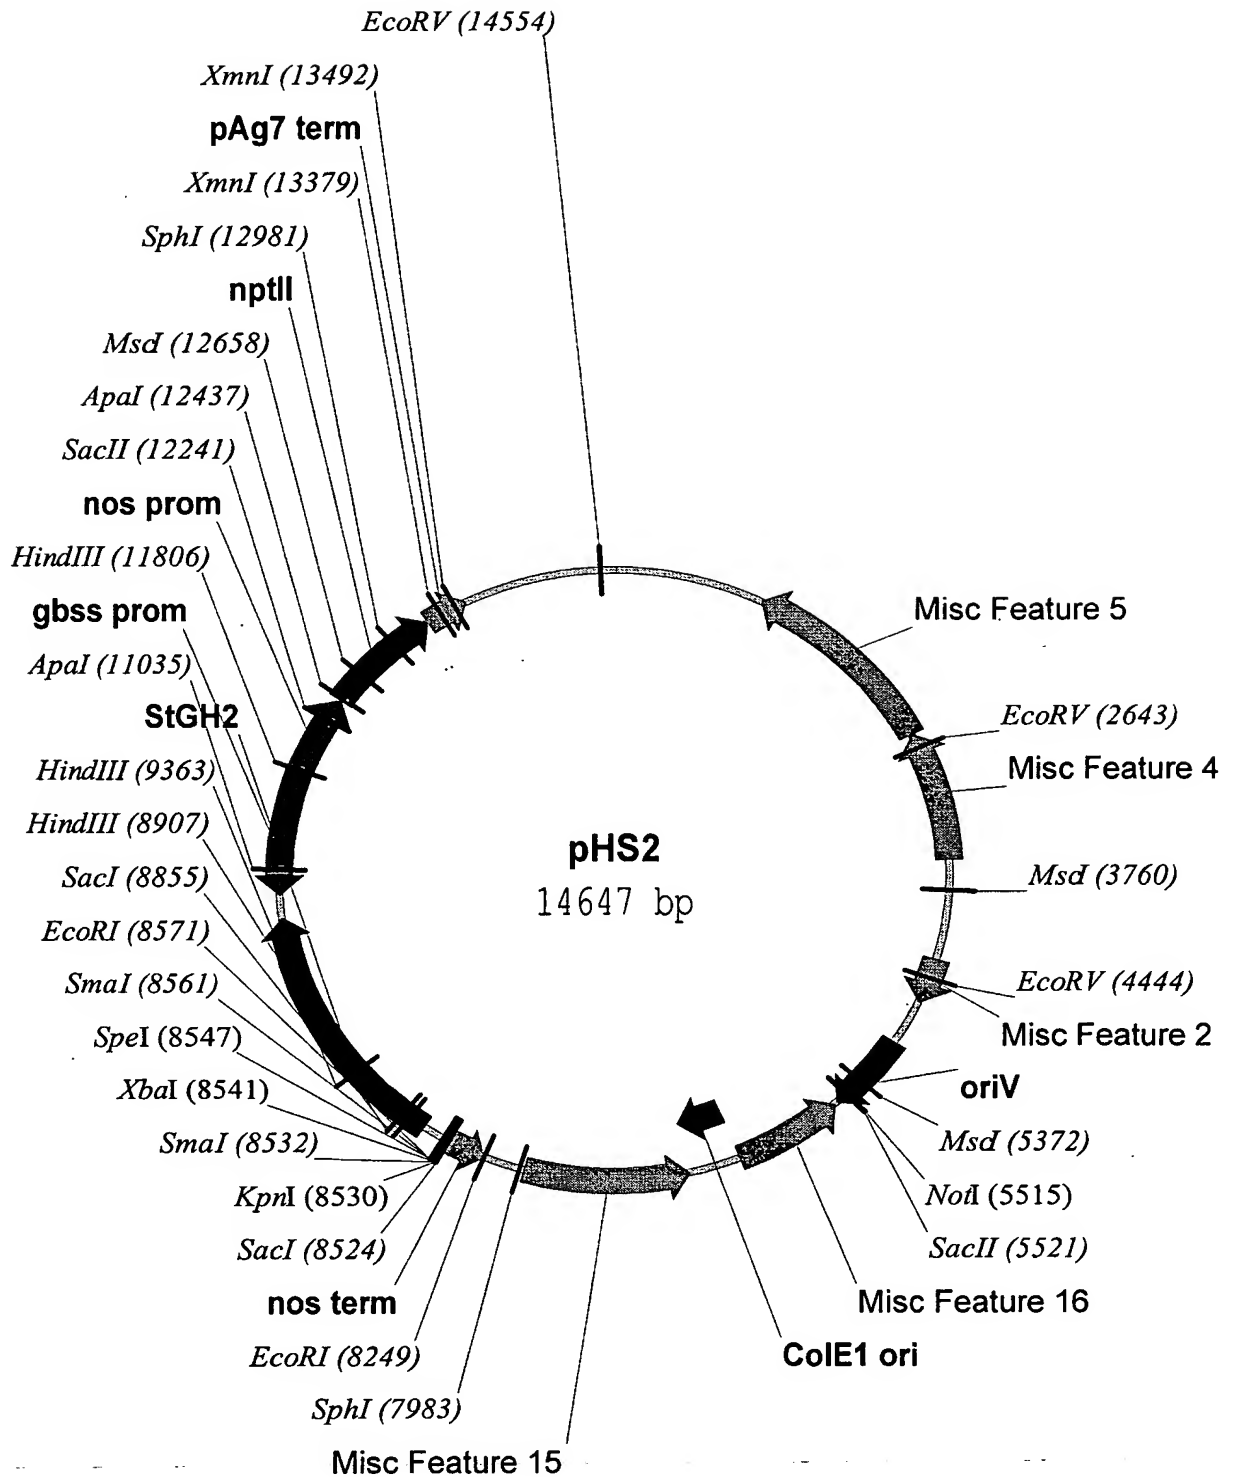 EcoRV (14554)
XmnI (13492)
pAg7 term
XmnI (13379)
SphI (12981)
nptII
MscI (12658)
ApaI (12437)
SacII (12241)
nos prom
HindIII (11806)
gbss prom
ApaI (11035)
StGH2
HindIII (9363)
HindIII (8907)
SacI (8855)
EcoRI (8571)
SmaI (8561)
SpeI (8547)
XbaI (8541)
SmaI (8532)
KpnI (8530)
SacI (8524)
nos term
EcoRI (8249)
SphI (7983)
Misc Feature 15
pHS2
14647 bp
Misc Feature 5
EcoRV (2643)
Misc Feature 4
MscI (3760)
EcoRV (4444)
Misc Feature 2
oriV
MscI (5372)
NotI (5515)
SacII (5521)
Misc Feature 16
ColE1 ori